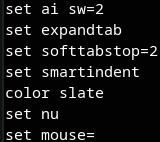 set ai sw=2
set expandtab
set softtabstop=2
set smartindent
color slate
set nu
set mouse=